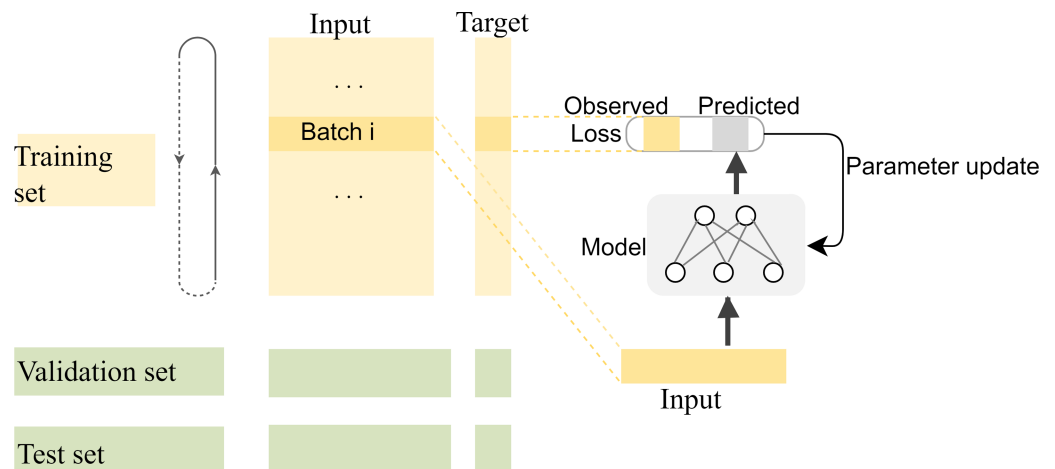 Input
Target
. . .
Observed
Predicted
Batch i
Loss
Training
set
Parameter update
. . .
Model
Validation set
Input
Test set